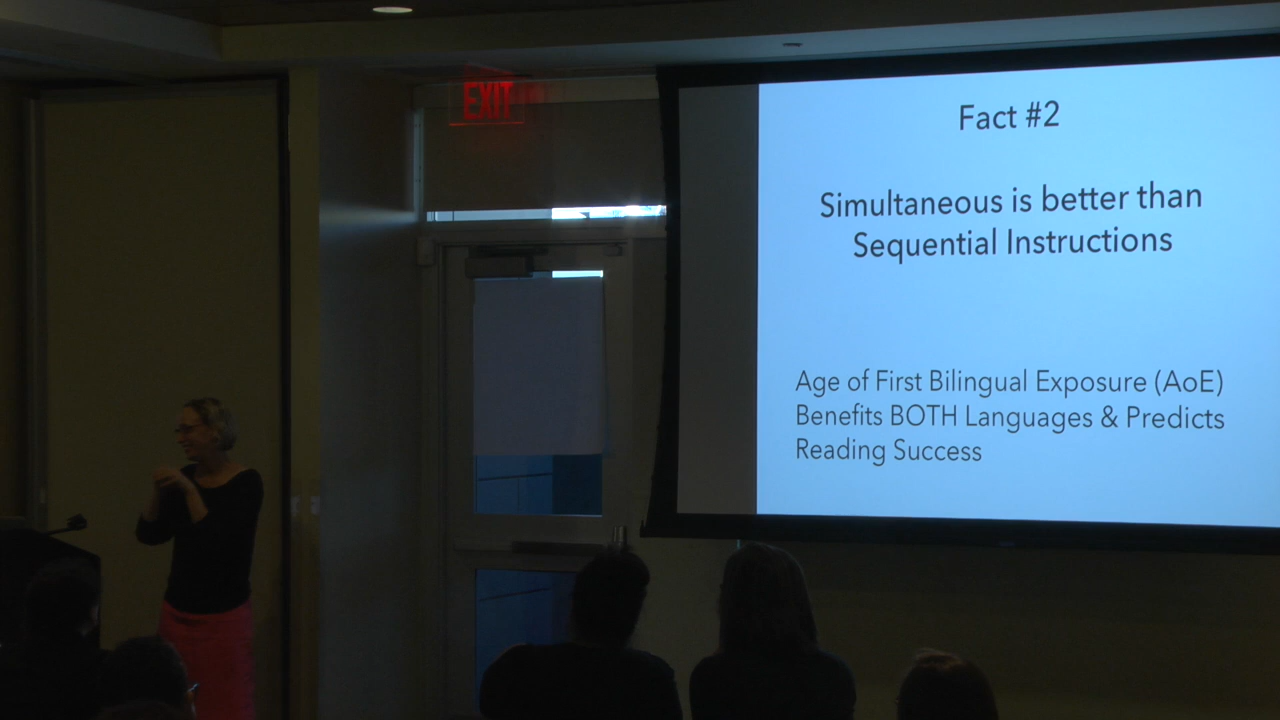 EXIT
Fact #2
Simultaneous is better than
Sequential Instructions
Age of First Bilingual Exposure (AoE)
Benefits BOTH Languages & Predicts
Reading Success